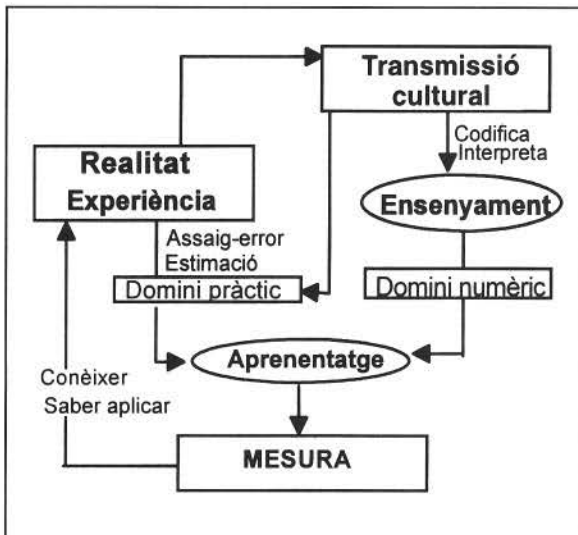 Transmissió
cultural
Codifica
Interpreta
Realitat
Experiència
Ensenyament
Assaig-error
Estimació
Domini pràctic
Domini numèric
Aprenentatge
Conèixer
Saber aplicar
MESURA